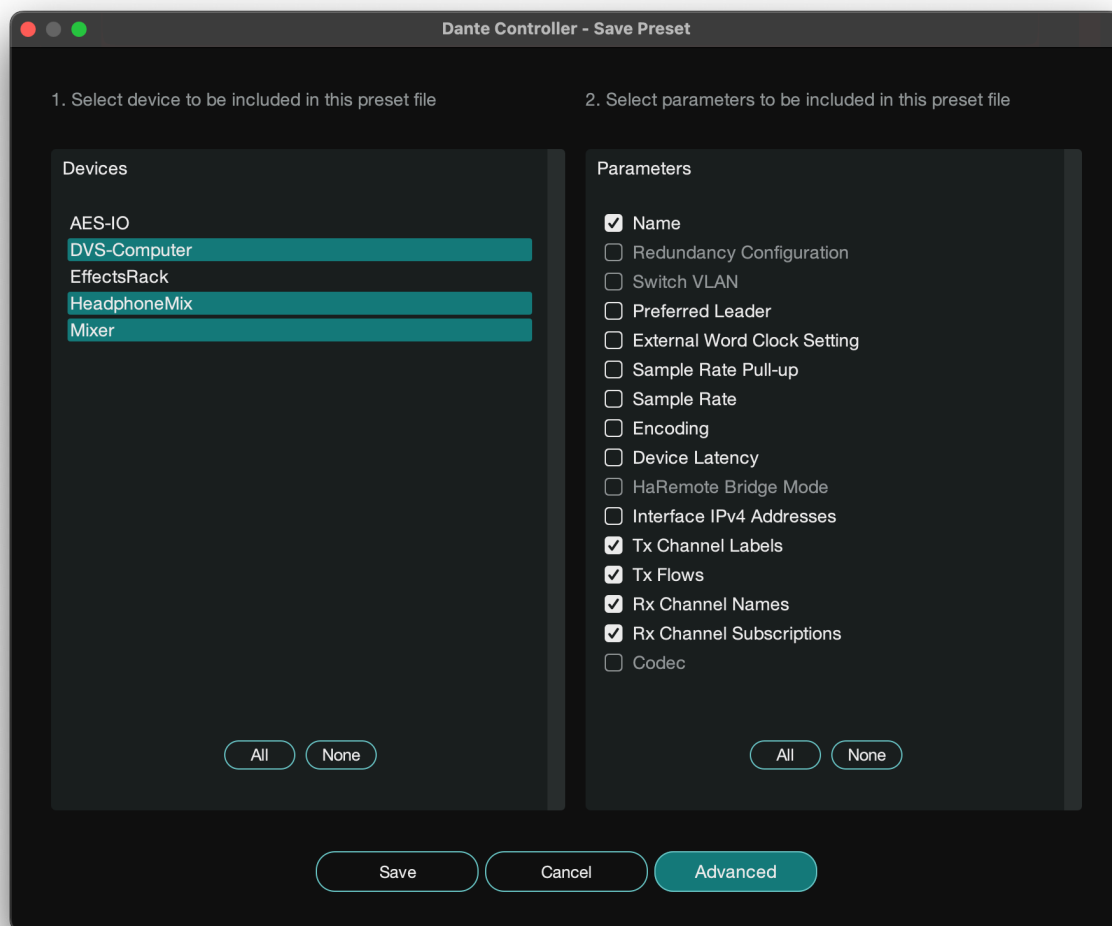 Dante Controller - Save Preset
1. Select device to be included in this preset file
2. Select parameters to be included in this preset file
Devices
AES-IO
DVS-Computer
EffectsRack
HeadphoneMix
Mixer
All
None
Parameters
Name
Redundancy Configuration
Switch VLAN
Preferred Leader
External Word Clock Setting
Sample Rate Pull-up
Sample Rate
Encoding
Device Latency
HaRemote Bridge Mode
Interface IPv4 Addresses
Tx Channel Labels
Tx Flows
Rx Channel Names
Rx Channel Subscriptions
Codec
All
None
Save
Cancel
Advanced